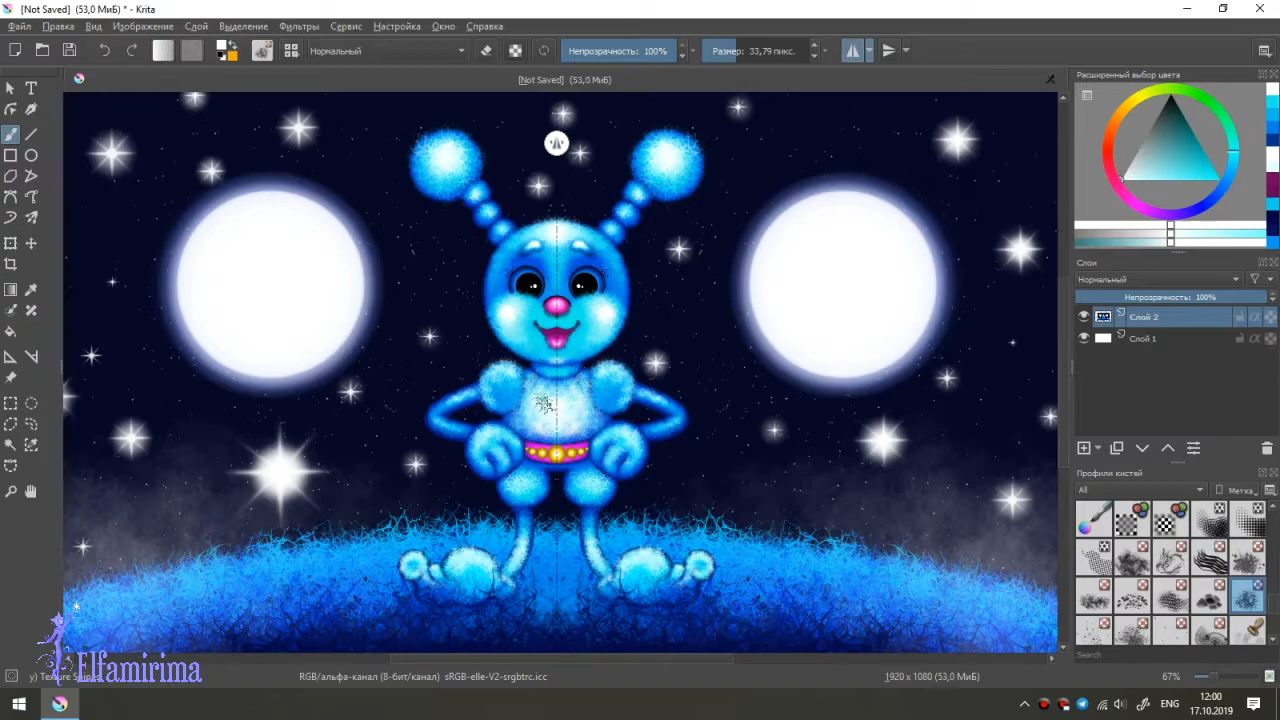 [Not Saved] (53,0 МиБ) * - Krita
Файл Правка Вид Изображение Слой Выделение Фильтры Сервис Настройка Окно Справка
Нормальный
Непрозрачность: 100%
Размер: 33,79 пикс.
[Not Saved] (53,0 МиБ)
Расширенный выбор цвета
Слои
Нормальный
Непрозрачность: 100%
Слой 2
Слой 1
Профили кистей
All
Метка
Search
Elfamirima
RGB/альфа-канал (8-бит/канал) sRGB-elle-V2-srgbtrc.icc
1920 x 1080 (53,0 МиБ)
67%
ENG
12:00
17.10.2019